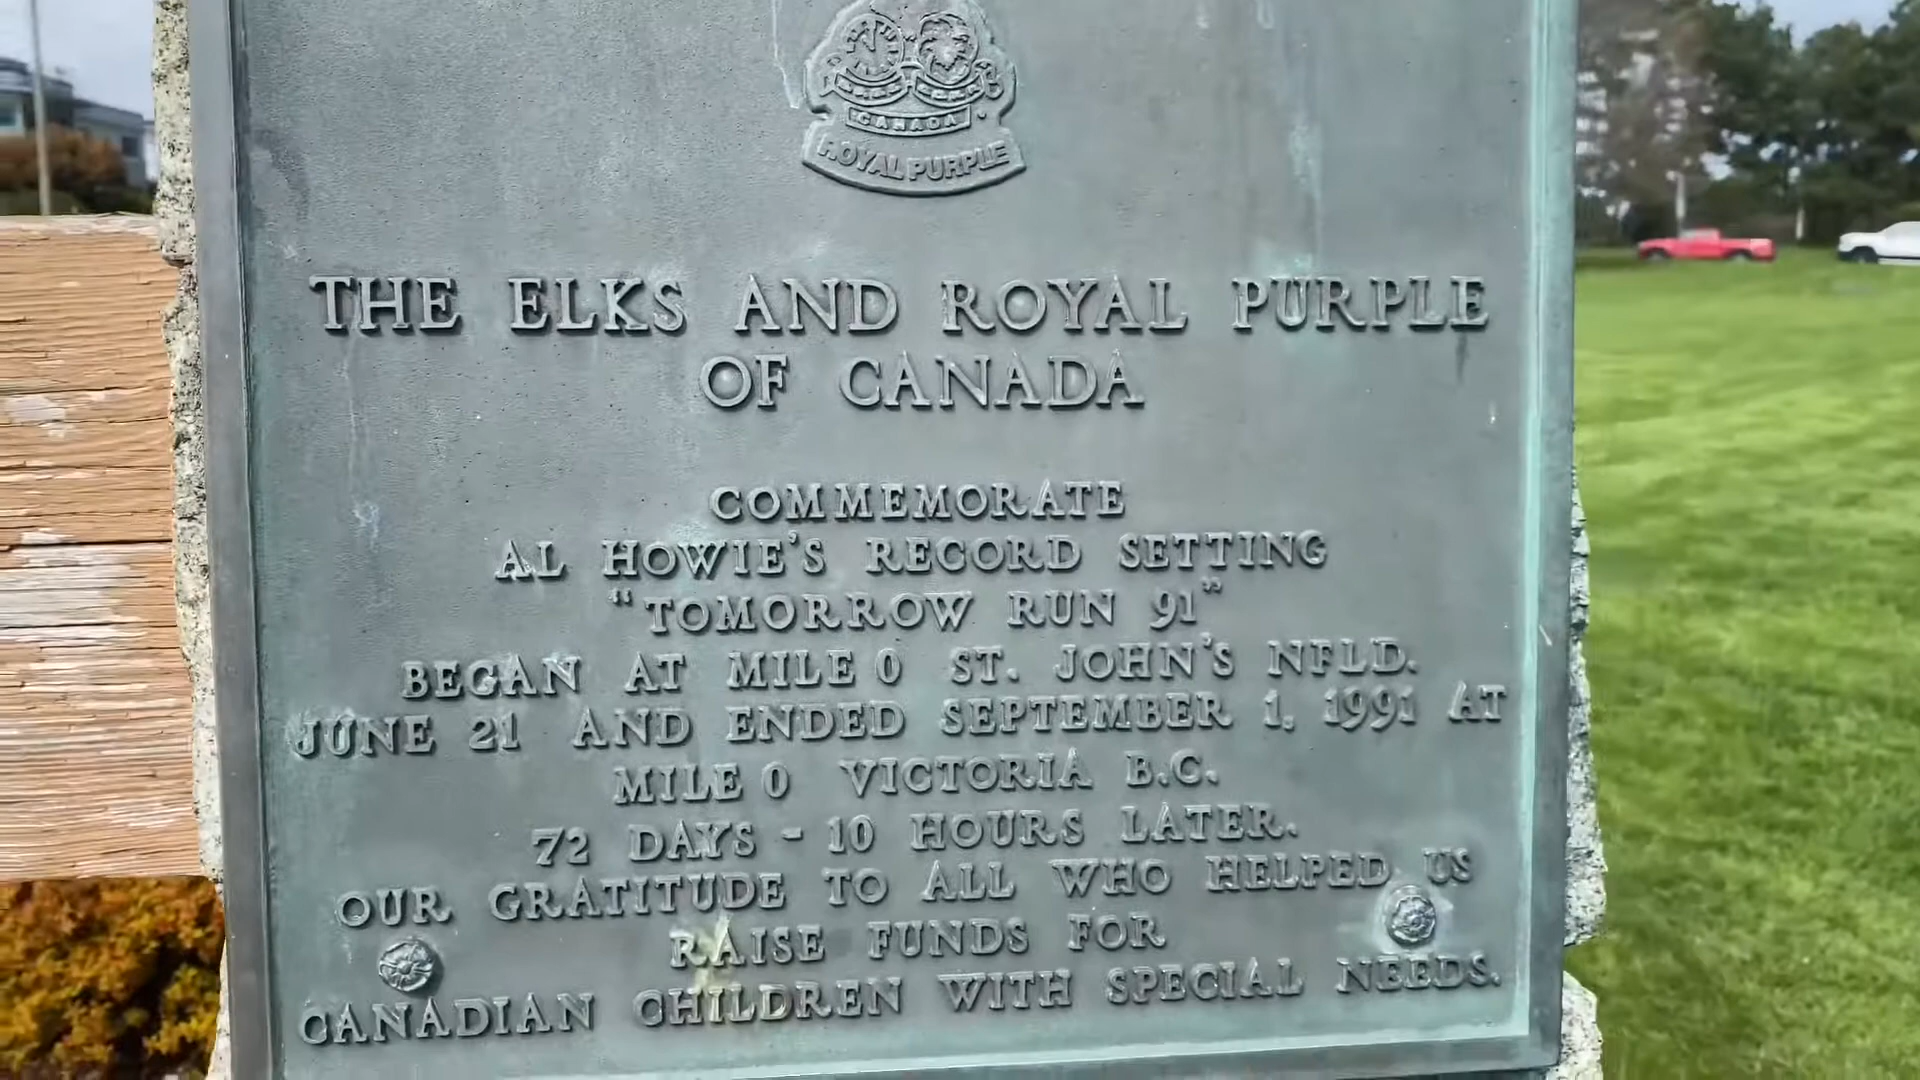 CANADA
ROYAL PURPLE
THE ELKS AND ROYAL PURPLE
OF CANADA
COMMEMORATE
AL HOWIE'S RECORD SETTING
"TOMORROW RUN 91"
BEGAN AT MILE 0 ST. JOHN'S NFLD.
JUNE 21 AND ENDED SEPTEMBER 1, 1991 AT
MILE 0 VICTORIA B.C.
72 DAYS - 10 HOURS LATER.
OUR GRATITUDE TO ALL WHO HELPED US
RAISE FUNDS FOR
CANADIAN CHILDREN WITH SPECIAL NEEDS.